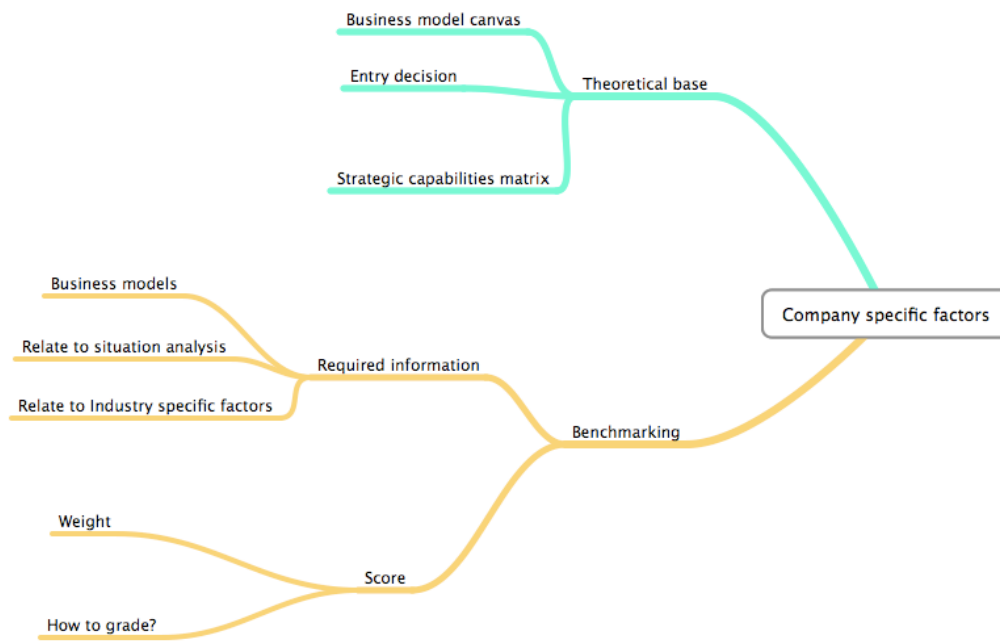 Business model canvas
Entry decision
Theoretical base
Strategic capabilities matrix
Business models
Company specific factors
Relate to situation analysis
Required information
Relate to Industry specific factors
Benchmarking
Weight
Score
How to grade?